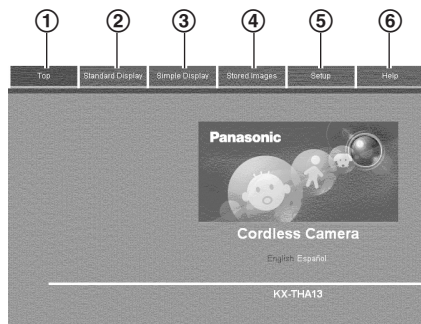 ① ② ③ ④ ⑤ ⑥
Top Standard Display Simple Display Stored Images Setup Help
Panasonic
Cordless Camera
English Español
KX-THA13